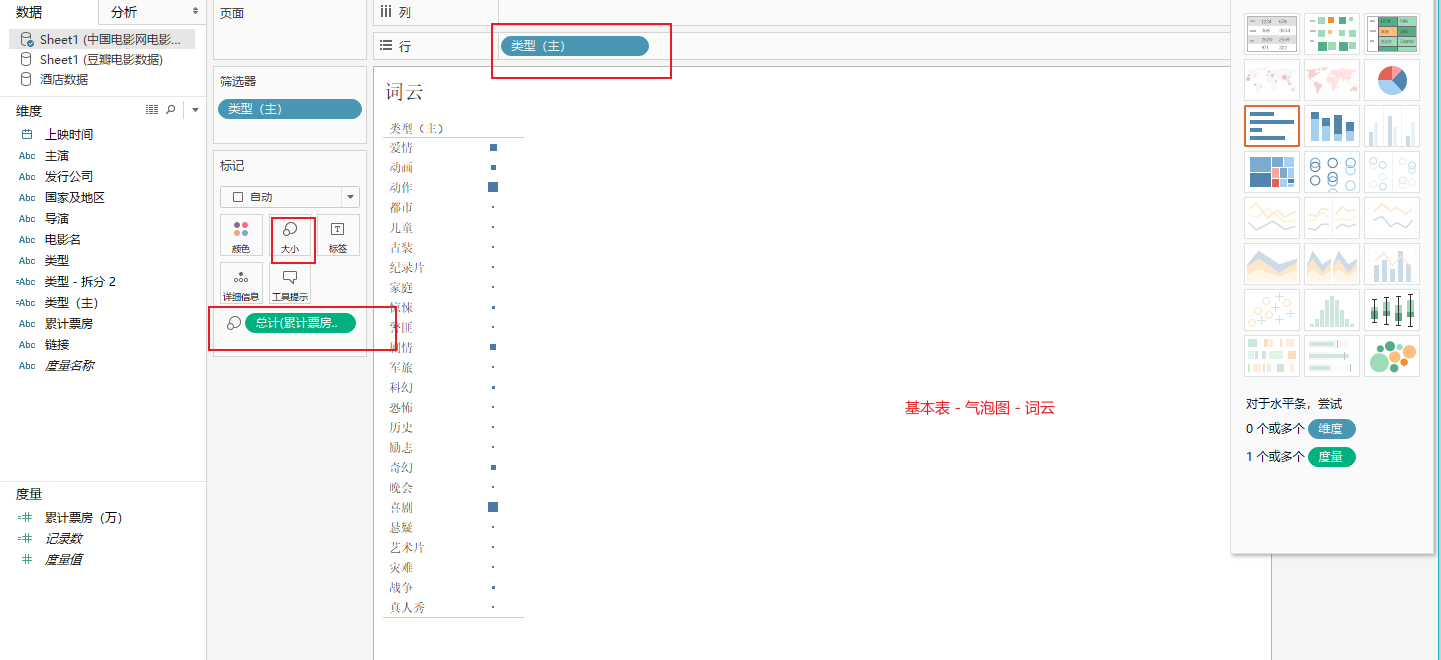 数据
分析
Sheet1 (中国电影网电影...
Sheet1 (豆瓣电影数据)
酒店数据
维度
上映时间
Abc 主演
Abc 发行公司
Abc 国家及地区
Abc 导演
Abc 电影名
Abc 类型
=Abc 类型 - 拆分 2
=Abc 类型（主）
Abc 累计票房
Abc 链接
Abc 度量名称
度量
=# 累计票房（万）
=# 记录数
# 度量值
页面
筛选器
类型（主）
标记
自动
颜色
大小
标签
详细信息
工具提示
总计(累计票房..
列
行
类型（主）
词云
类型（主）
爱情
动画
动作
都市
儿童
古装
纪录片
家庭
惊悚
警匪
剧情
军旅
科幻
恐怖
历史
励志
奇幻
晚会
喜剧
悬疑
艺术片
灾难
战争
真人秀
基本表 - 气泡图 - 词云
对于水平条，尝试
0 个或多个 维度
1 个或多个 度量